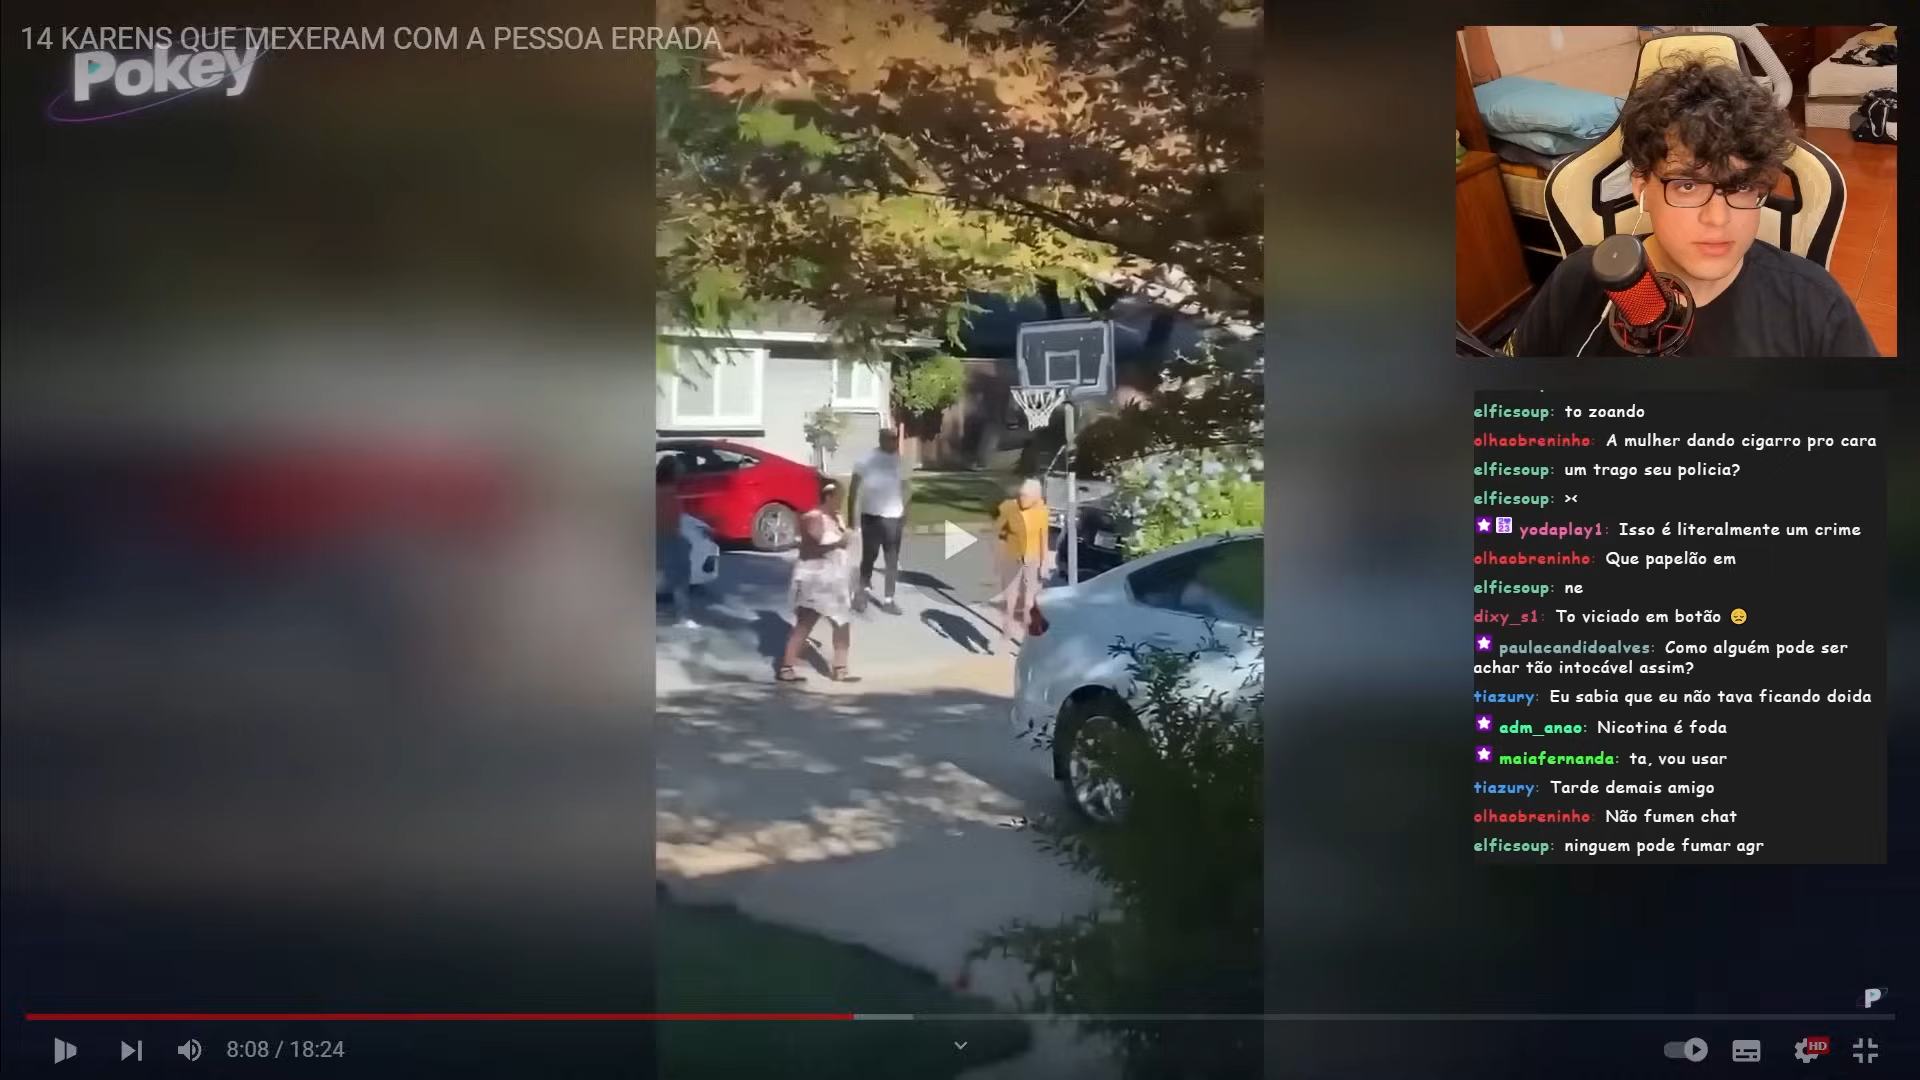 14 KARENS QUE MEXERAM COM A PESSOA ERRADA
Pokey
elficsoup: to zoando
olhaobreninho: A mulher dando cigarro pro cara
elficsoup: um trago seu policia?
elficsoup: ><
yodaplay1: Isso é literalmente um crime
olhaobreninho: Que papelão em
elficsoup: ne
dixy_s1: To viciado em botão 😞
paulacandidoalves: Como alguém pode ser
achar tão intocável assim?
tiazury: Eu sabia que eu não tava ficando doida
adm_anao: Nicotina é foda
maiafernanda: ta, vou usar
tiazury: Tarde demais amigo
olhaobreninho: Não fumen chat
elficsoup: ninguem pode fumar agr
P
8:08 / 18:24
HD